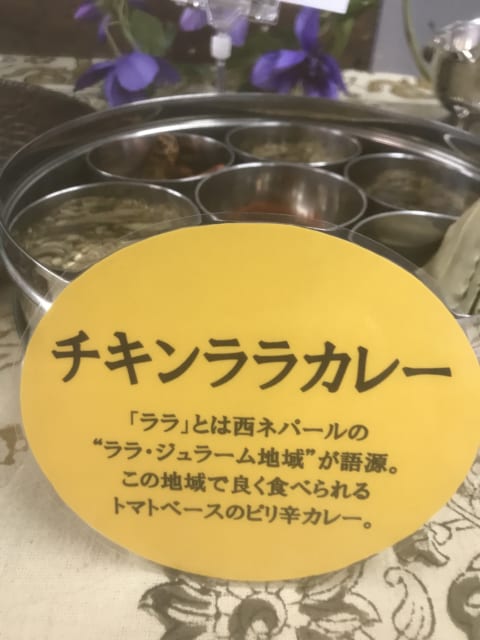 チキンララカレー
「ララ」とは西ネパールの
“ララ・ジュラーム地域”が語源。
この地域で良く食べられる
トマトベースのピリ辛カレー。